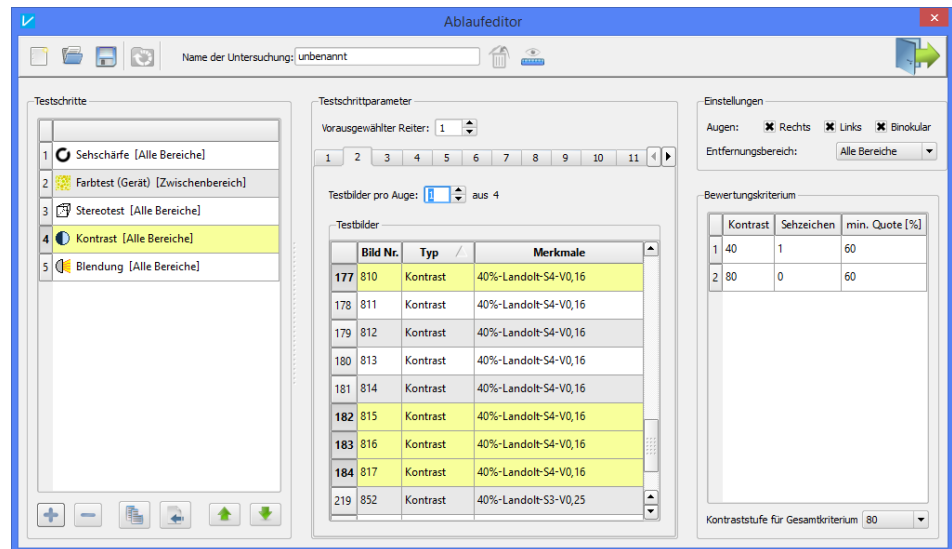 Ablaufeditor
Name der Untersuchung: unbenannt
Testschritte
1 Sehschärfe [Alle Bereiche]
2 Farbtest (Gerät) [Zwischenbereich]
3 Stereotest [Alle Bereiche]
4 Kontrast [Alle Bereiche]
5 Blendung [Alle Bereiche]
Testschrittparameter
Vorausgewählter Reiter: 1
1 2 3 4 5 6 7 8 9 10 11
Testbilder pro Auge: 1 aus 4
Testbilder
Bild Nr. Typ Merkmale
177 810 Kontrast 40%-Landolt-S4-V0,16
178 811 Kontrast 40%-Landolt-S4-V0,16
179 812 Kontrast 40%-Landolt-S4-V0,16
180 813 Kontrast 40%-Landolt-S4-V0,16
181 814 Kontrast 40%-Landolt-S4-V0,16
182 815 Kontrast 40%-Landolt-S4-V0,16
183 816 Kontrast 40%-Landolt-S4-V0,16
184 817 Kontrast 40%-Landolt-S4-V0,16
219 852 Kontrast 40%-Landolt-S3-V0,25
Einstellungen
Augen: Rechts Links Binokular
Entfernungsbereich: Alle Bereiche
Bewertungskriterium
Kontrast Sehzeichen min. Quote [%]
1 40 1 60
2 80 0 60
Kontraststufe für Gesamtkriterium 80